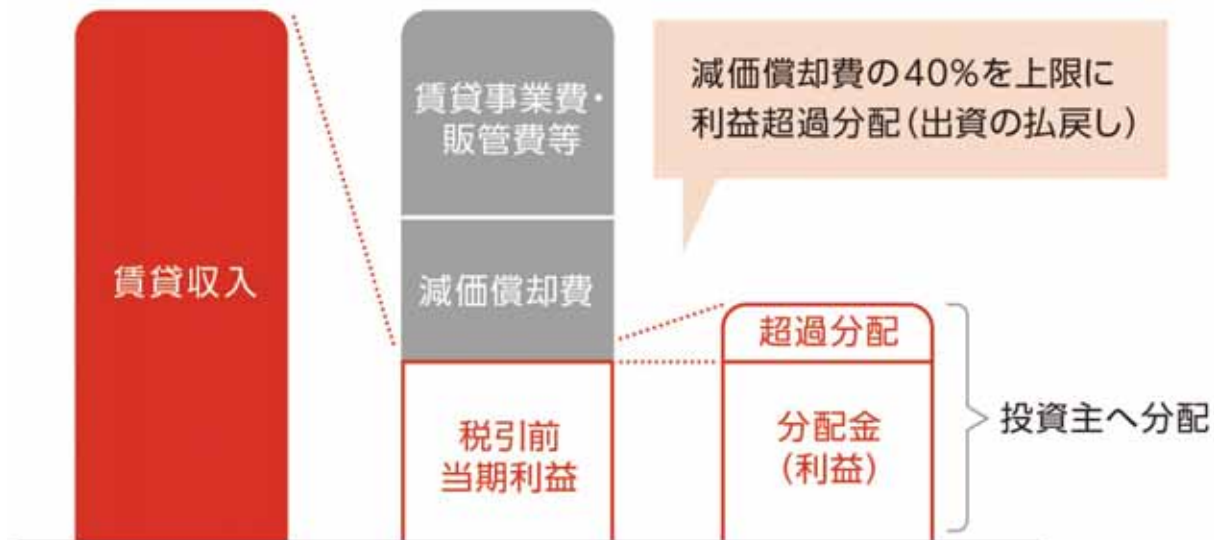 賃貸収入
賃貸事業費・
販管費等
減価償却費
税引前
当期利益
減価償却費の40%を上限に
利益超過分配（出資の払戻し）
超過分配
分配金
（利益）
投資主へ分配